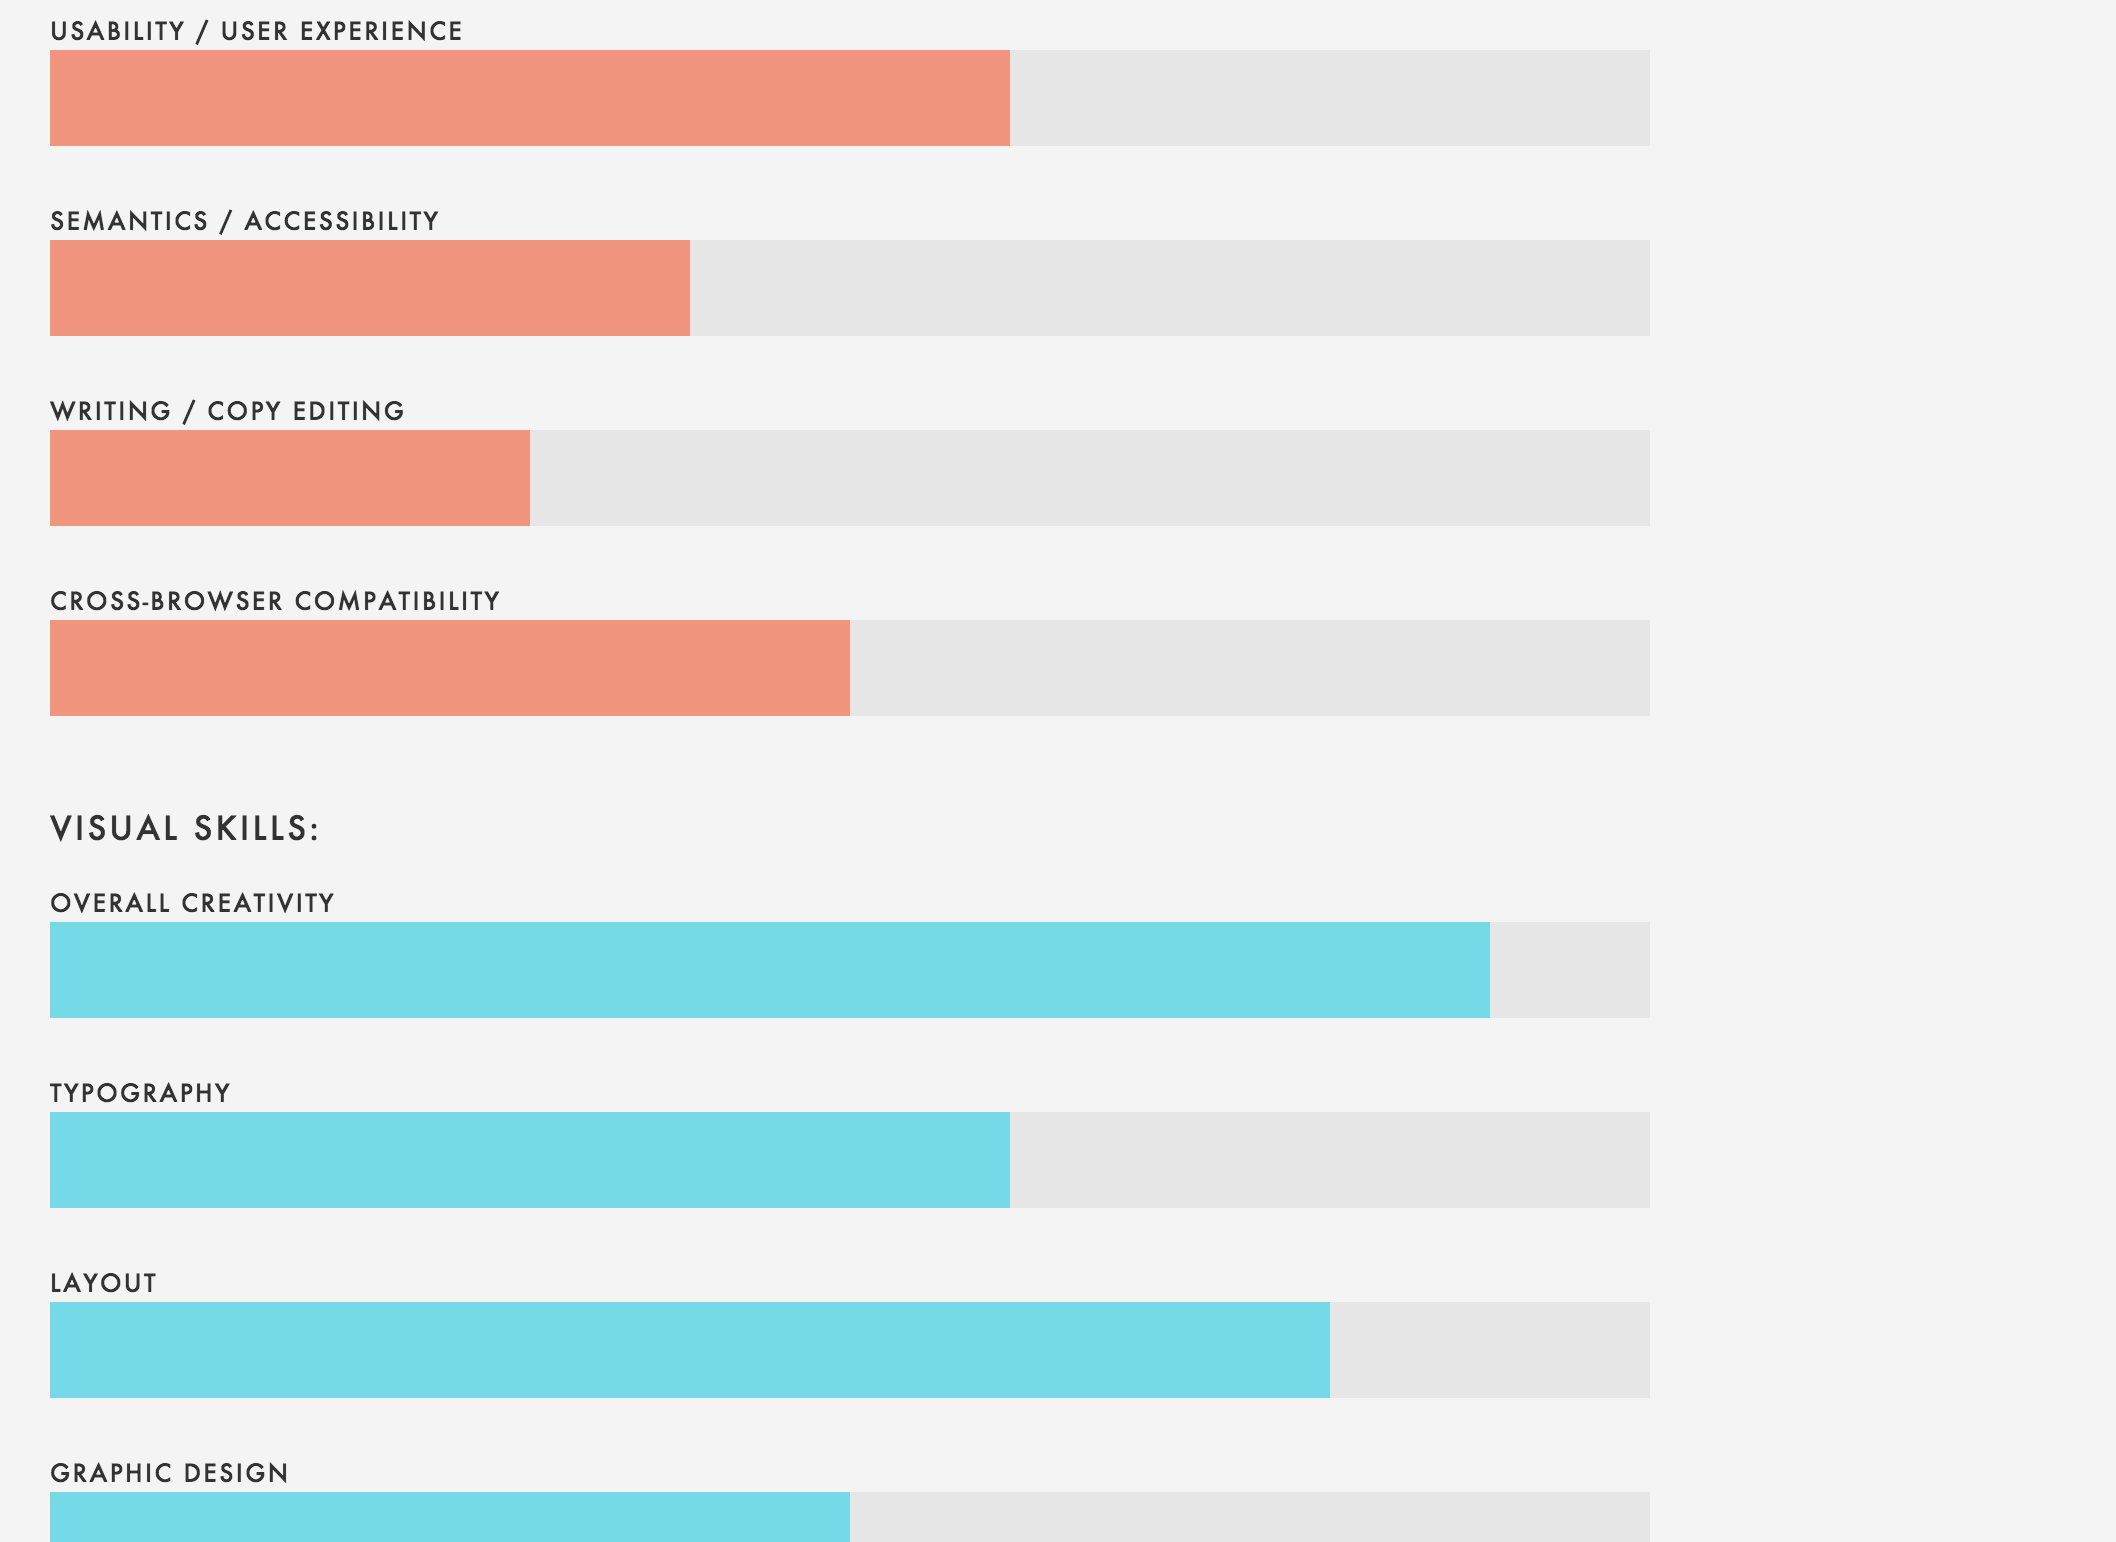 USABILITY / USER EXPERIENCE
SEMANTICS / ACCESSIBILITY
WRITING / COPY EDITING
CROSS-BROWSER COMPATIBILITY
VISUAL SKILLS:
OVERALL CREATIVITY
TYPOGRAPHY
LAYOUT
GRAPHIC DESIGN